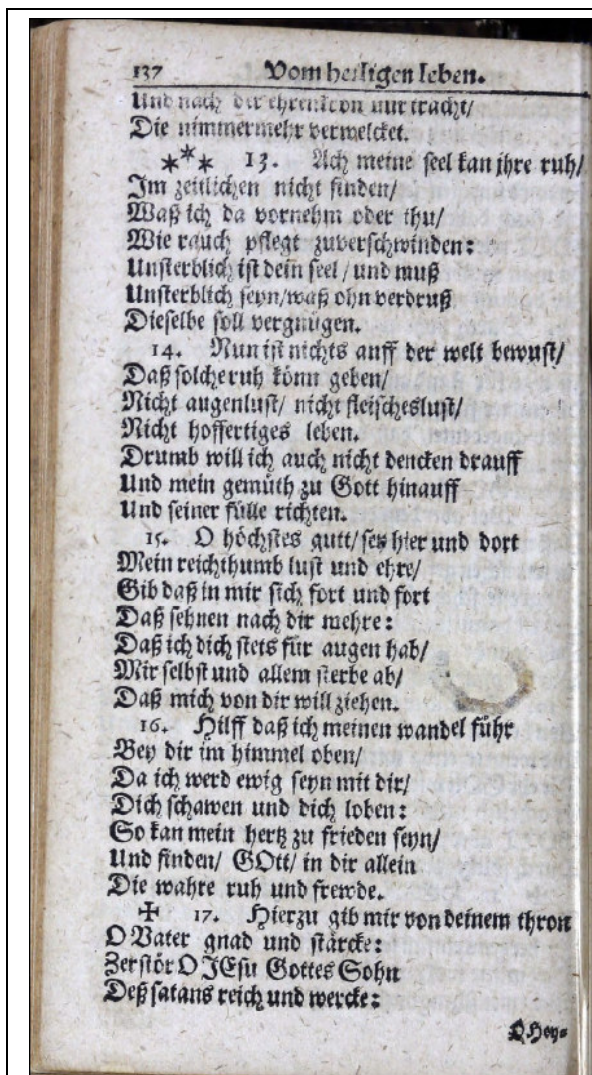 137 Vom heiligen leben.
Und nach der ehrenkron nur tracht/
Die nimmermehr verwelcket.
*** 13. Ach meine seel kan jhre ruh/
Im zeitlichen nicht finden/
Waß ich da vornehm oder thu/
Wie rauch pflegt zuverschwinden:
Unsterblich ist dein seel / und muß
Unsterblich seyn/waß ohn verdruß
Dieselbe soll vergnügen.
14. Nun ist nichts auff der welt bewust/
Daß solche ruh könn geben/
Nicht augenlust/ nicht fleischeslust/
Nicht hoffertiges leben.
Drumb will ich auch nicht dencken drauff
Und mein gemüth zu Gott hinauff
Und seiner fülle richten.
15. O höchstes gutt/ sey hier und dort
Mein reichthumb lust und ehre/
Gib daß in mir sich fort und fort
Daß sehnen nach dir mehre:
Daß ich dich stets für augen hab/
Mir selbst und allem sterbe ab/
Daß mich von dir will ziehen.
16. Hilff daß ich meinen wandel führ
Bey dir im himmel oben/
Da ich werd ewig seyn mit dir/
Dich schawen und dich loben:
So kan mein hertz zu frieden seyn/
Und finden/ GOtt/ in dir allein
Die wahre ruh und frewde.
✠ 17. Hierzu gib mir von deinem thron
O Vater gnad und stärcke:
Zerstör O JEsu Gottes Sohn
Deß satans reich und wercke:
O Hey=